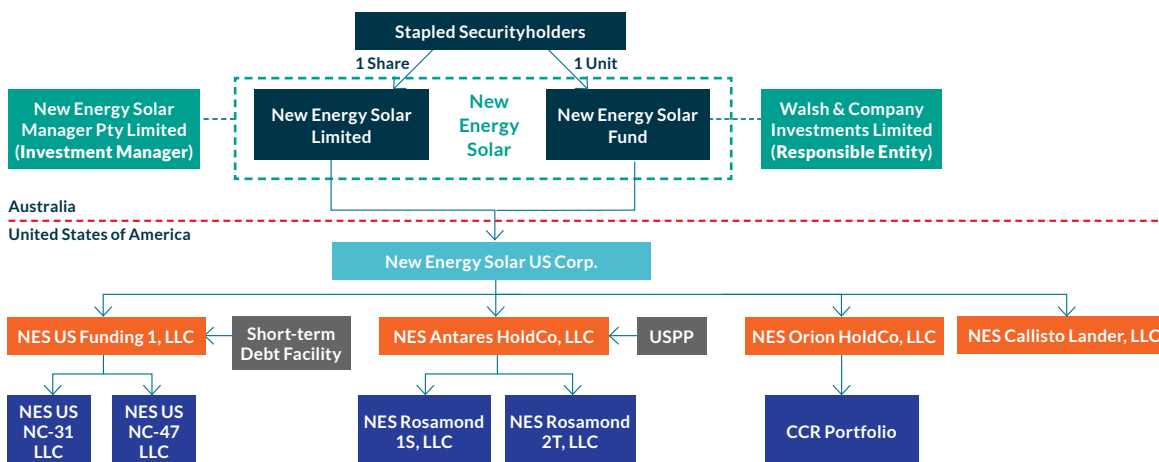 Stapled Securityholders
1 Share
1 Unit
New Energy Solar
Manager Pty Limited
(Investment Manager)
New Energy Solar
Limited
New
Energy
Solar
New Energy Solar
Fund
Walsh & Company
Investments Limited
(Responsible Entity)
Australia
United States of America
New Energy Solar US Corp.
NES US Funding 1, LLC
Short-term
Debt Facility
NES Antares HoldCo, LLC
USPP
NES Orion HoldCo, LLC
NES Callisto Lander, LLC
NES US
NC-31
LLC
NES US
NC-47
LLC
NES Rosamond
1S, LLC
NES Rosamond
2T, LLC
CCR Portfolio